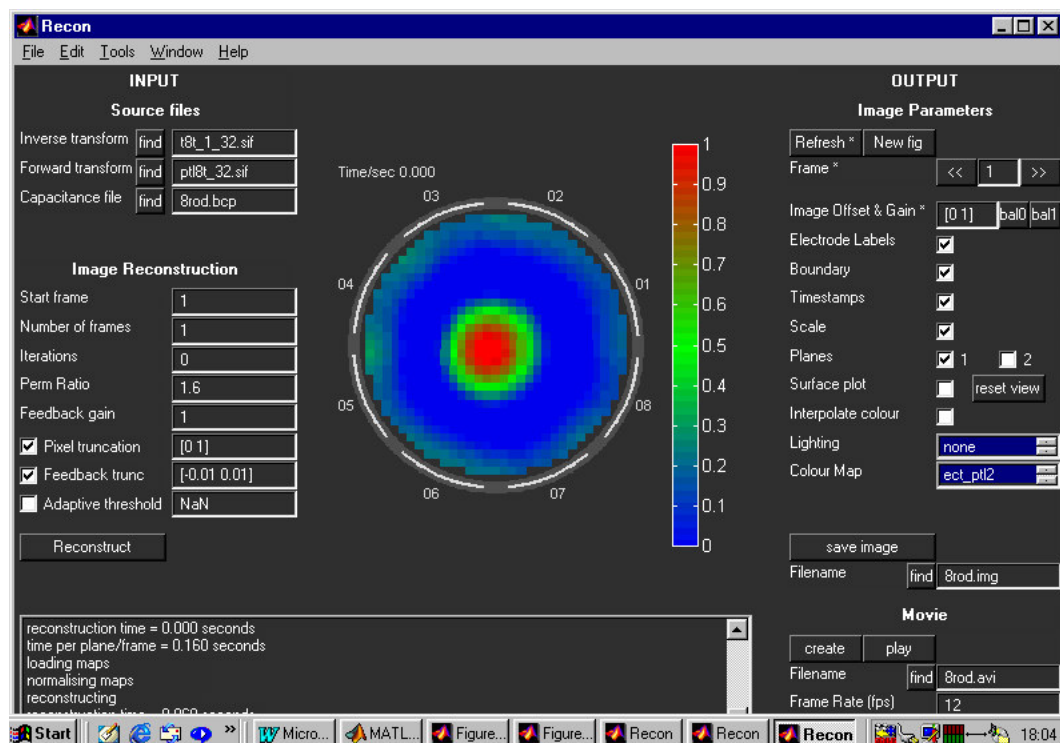 Recon
File Edit Tools Window Help
INPUT
Source files
Inverse transform find t8t_1_32.sif
Forward transform find ptl8t_32.sif
Capacitance file find 8rod.bcp
Image Reconstruction
Start frame 1
Number of frames 1
Iterations 0
Perm Ratio 1.6
Feedback gain 1
Pixel truncation [0 1]
Feedback trunc [-0.01 0.01]
Adaptive threshold NaN
Reconstruct
Time/sec 0.000
03 02
04 01
05 08
06 07
1
0.9
0.8
0.7
0.6
0.5
0.4
0.3
0.2
0.1
0
OUTPUT
Image Parameters
Refresh * New fig
Frame * << 1 >>
Image Offset & Gain * [0 1] bal0 bal1
Electrode Labels
Boundary
Timestamps
Scale
Planes 1 2
Surface plot reset view
Interpolate colour
Lighting none
Colour Map ect_ptl2
save image
Filename find 8rod.img
Movie
create play
Filename find 8rod.avi
Frame Rate (fps) 12
reconstruction time = 0.000 seconds
time per plane/frame = 0.160 seconds
loading maps
normalising maps
reconstructing
Start » Micro... MATL... Figure... Figure... Recon Recon Recon 18:04